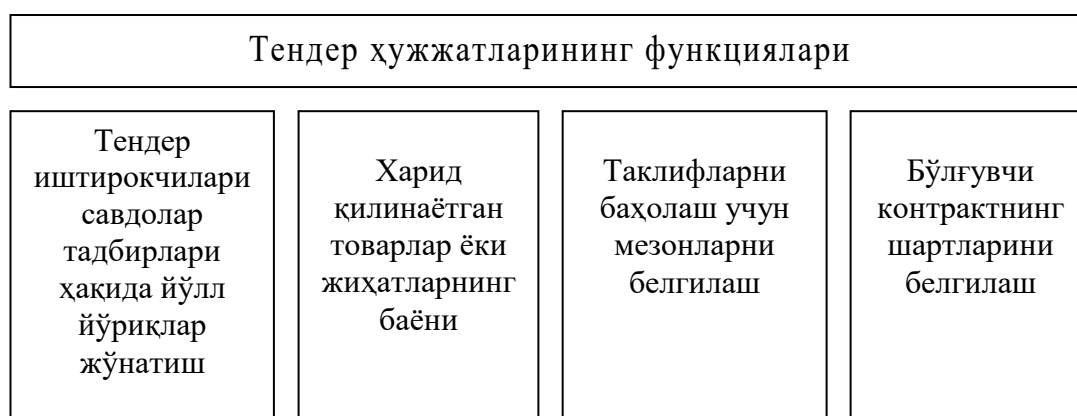 Тендер ҳужжатларининг функциялари
Тендер
иштирокчилари
савдолар
тадбирлари
ҳақида йўлл
йўриқлар
жўнатиш
Харид
қилинаётган
товарлар ёки
жиҳатларнинг
баёни
Таклифларни
баҳолаш учун
мезонларни
белгилаш
Бўлғувчи
контрактнинг
шартларини
белгилаш